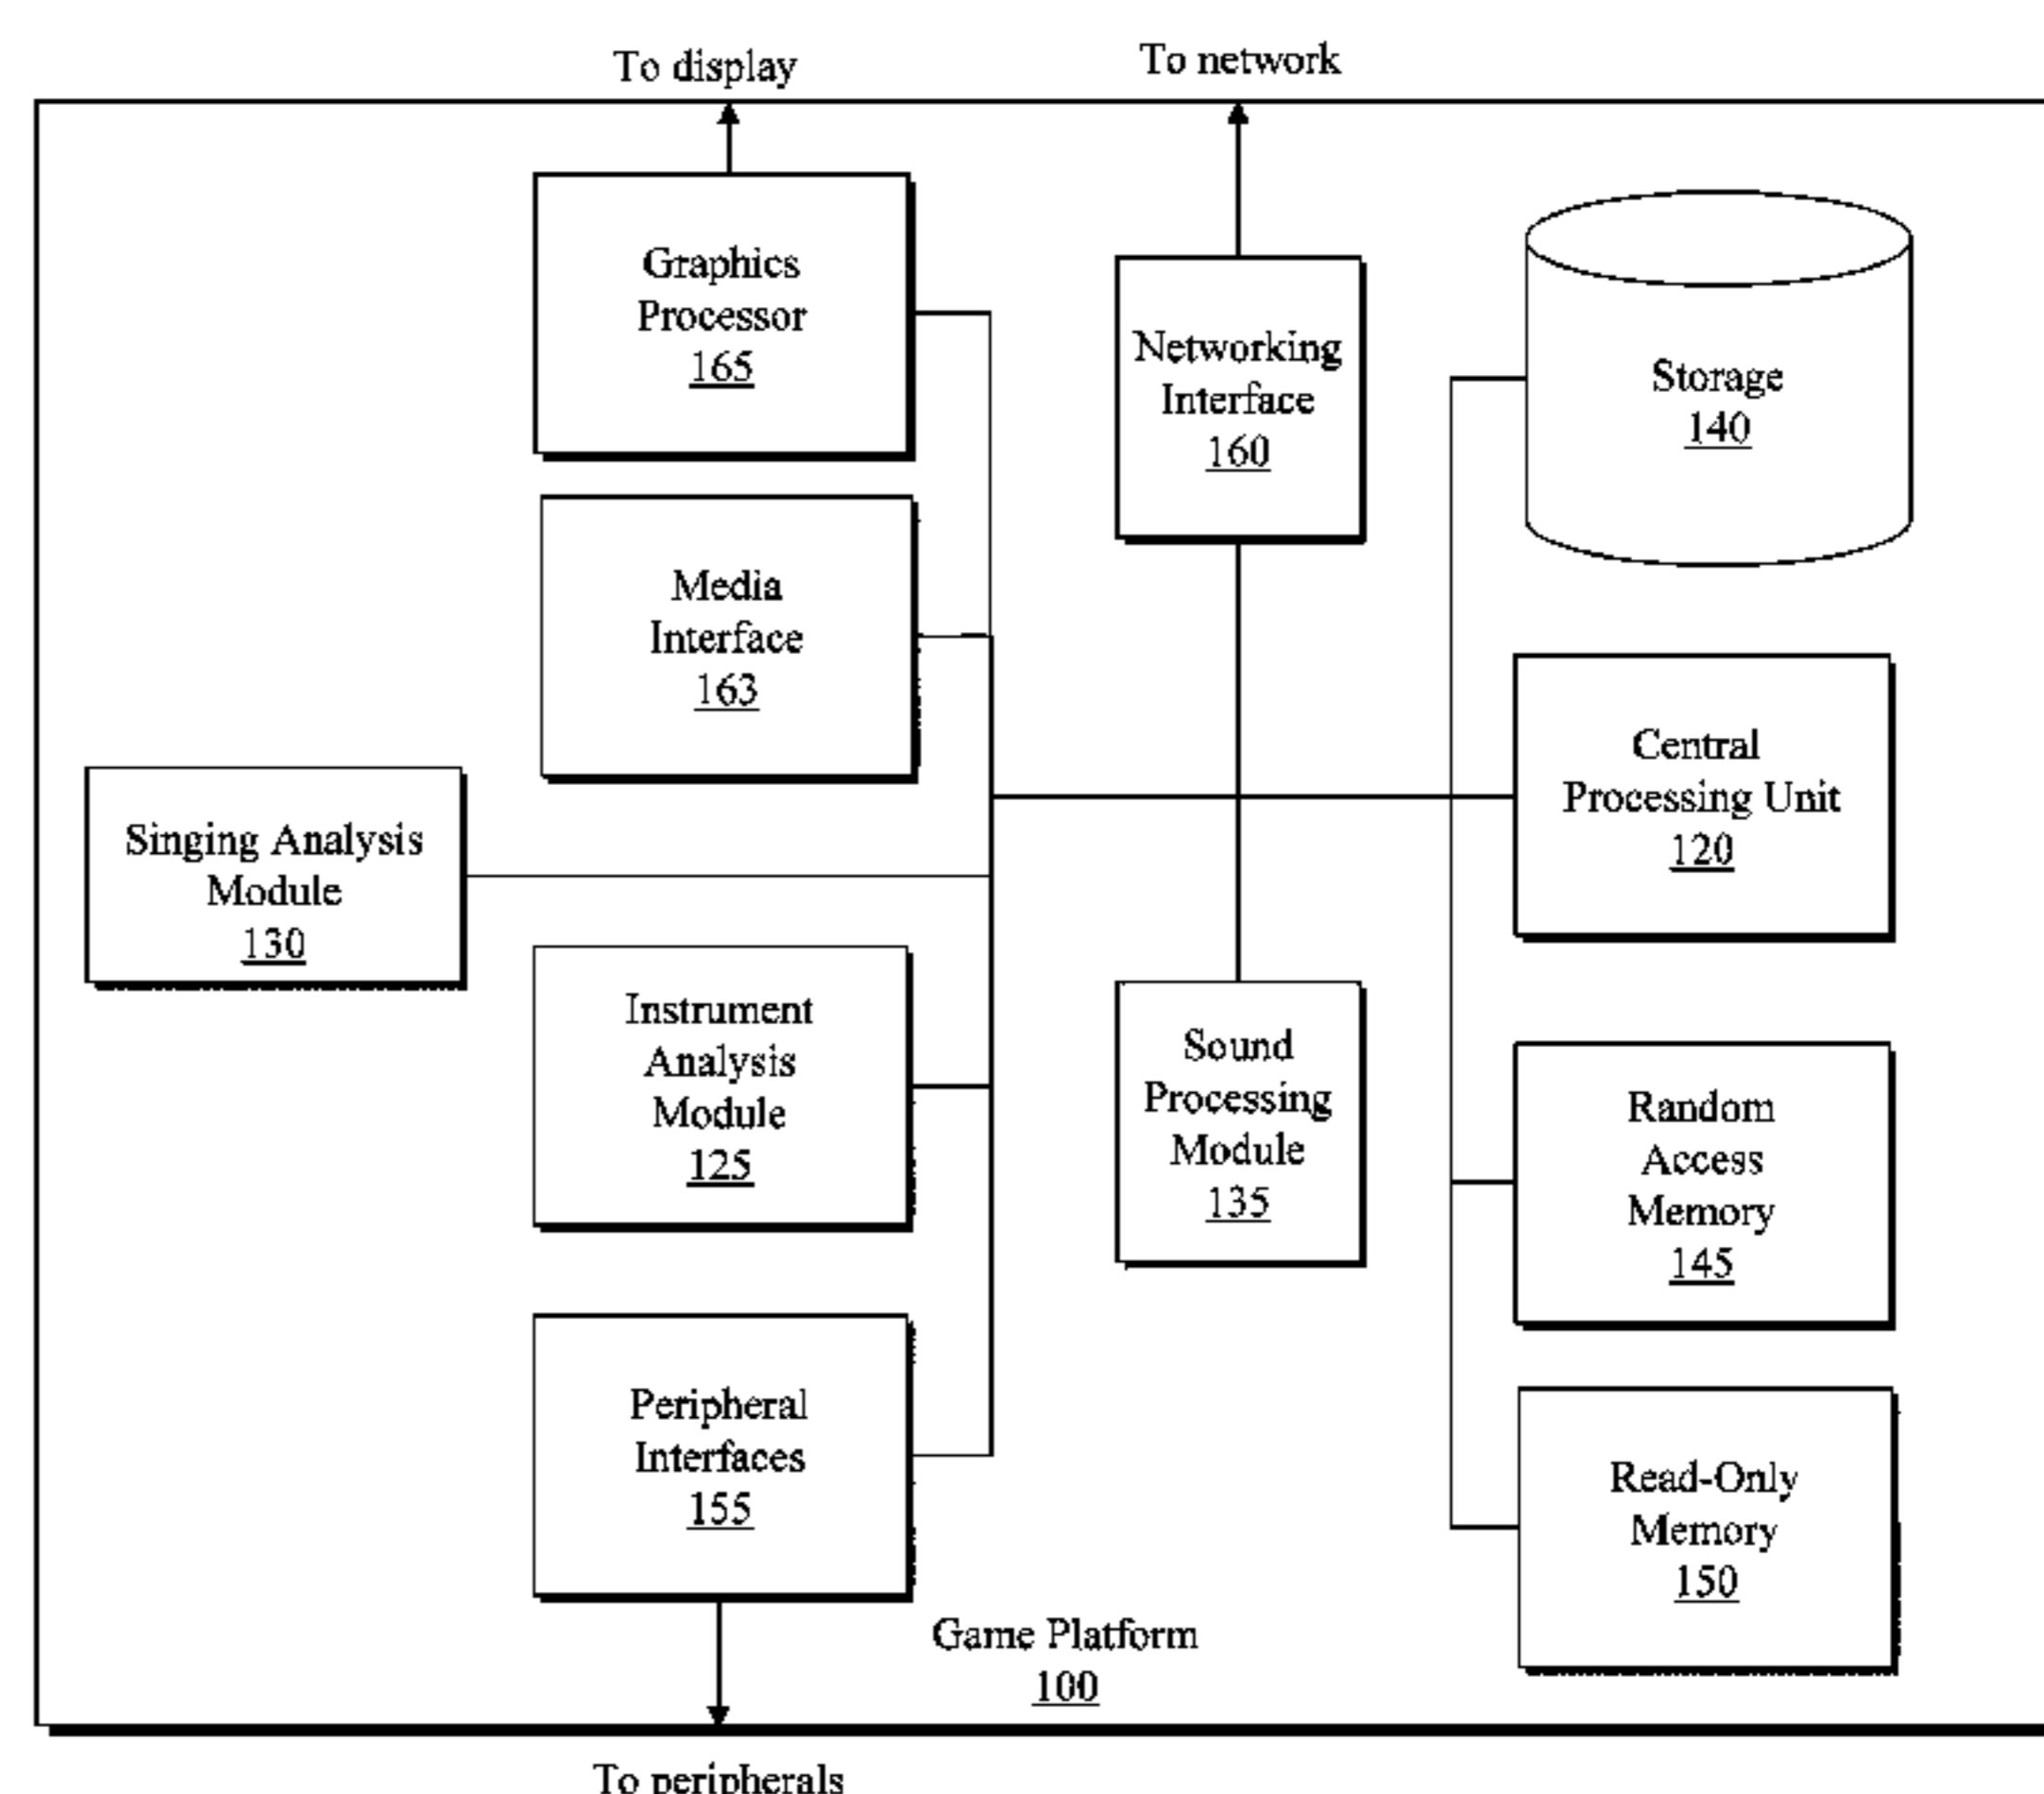 To display
To network
Graphics
Processor
165
Networking
Interface
160
Storage
140
Media
Interface
163
Central
Processing Unit
120
Singing Analysis
Module
130
Instrument
Analysis
Module
125
Sound
Processing
Module
135
Random
Access
Memory
145
Peripheral
Interfaces
155
Read-Only
Memory
150
Game Platform
100
To peripherals